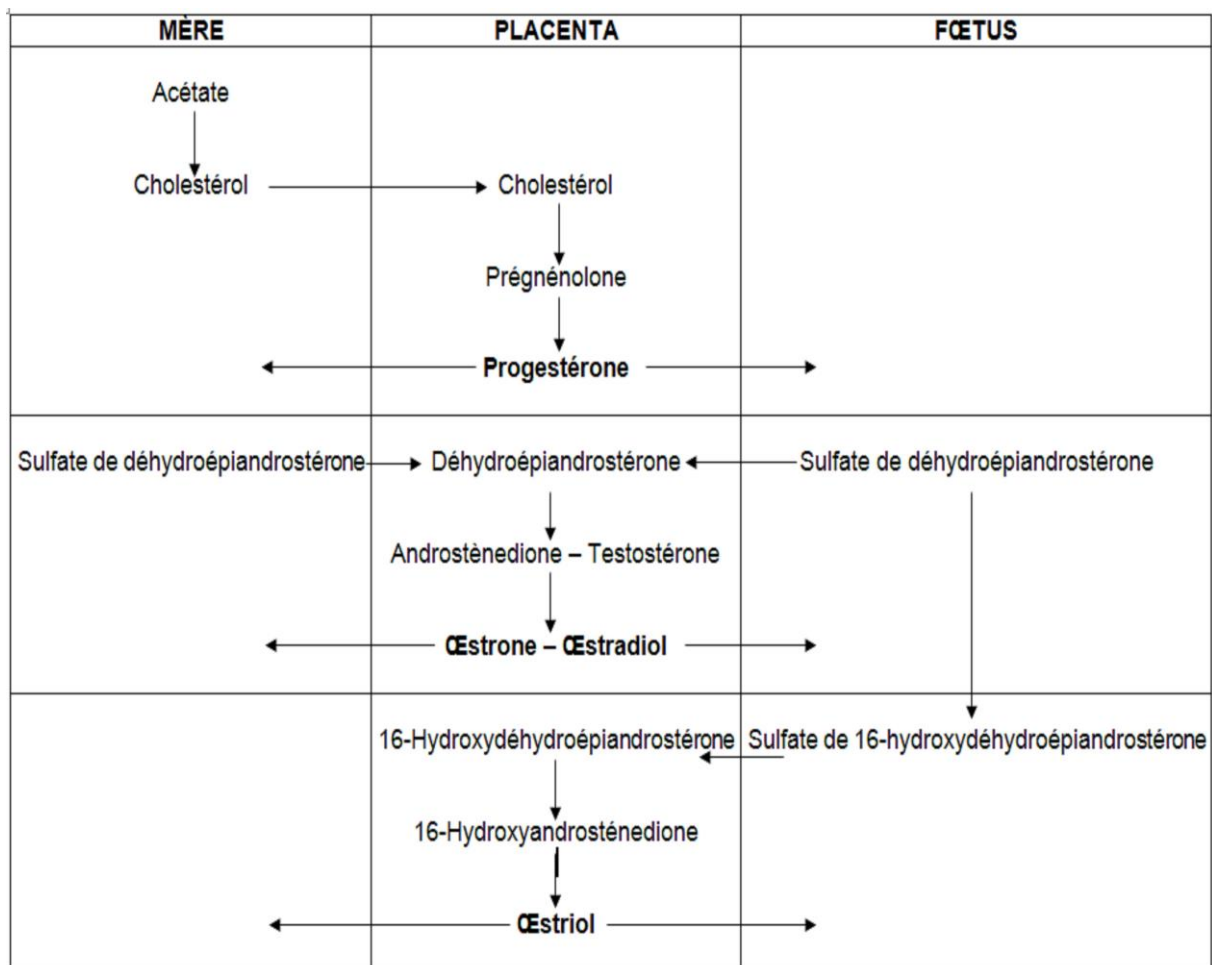 MÈRE PLACENTA FŒTUS
Acétate
Cholestérol Cholestérol
Prégnénolone
Progestérone
Sulfate de déhydroépiandrostérone Déhydroépiandrostérone Sulfate de déhydroépiandrostérone
Androstènedione – Testostérone
Œstrone – Œstradiol
16-Hydroxydéhydroépiandrostérone Sulfate de 16-hydroxydéhydroépiandrostérone
16-Hydroxyandrosténedione
Œstriol